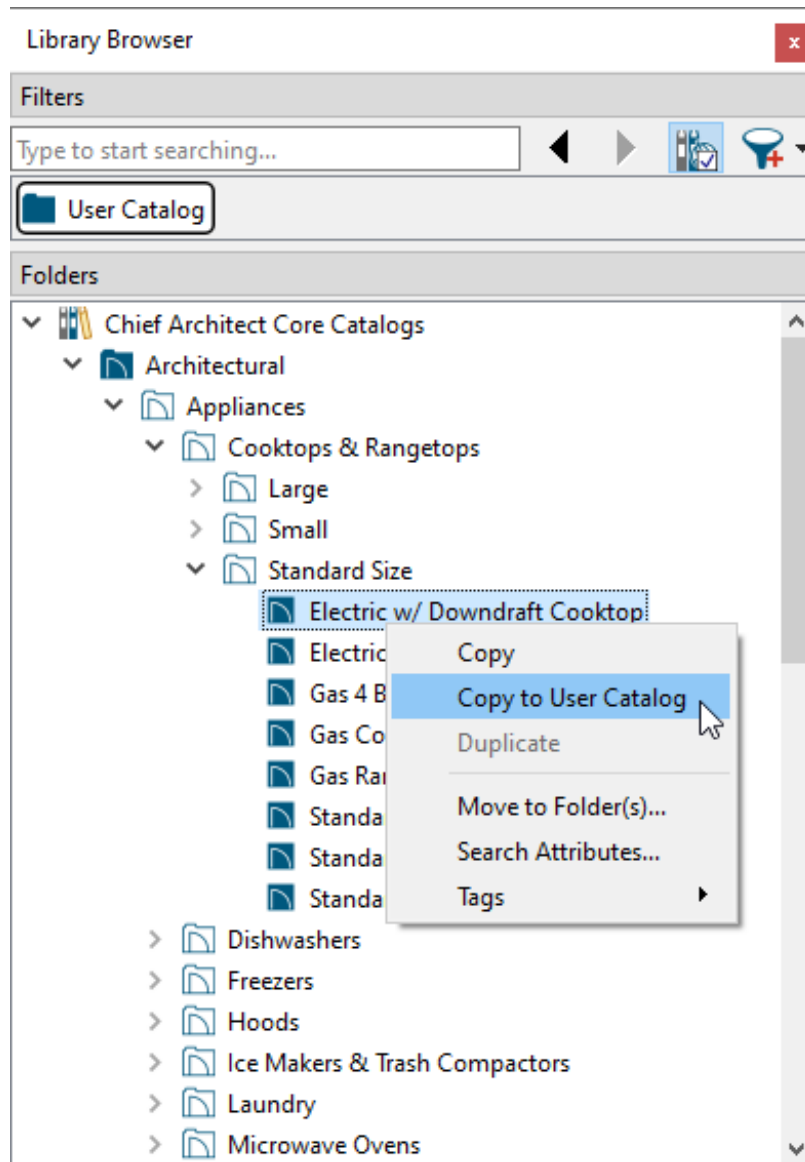 Library Browser
x
Filters
Type to start searching...
User Catalog
Folders
Chief Architect Core Catalogs
Architectural
Appliances
Cooktops & Rangetops
Large
Small
Standard Size
Electric w/ Downdraft Cooktop
Electric
Copy
Copy to User Catalog
Gas 4 B
Gas Co
Duplicate
Gas Ra
Move to Folder(s)...
Standa
Search Attributes...
Standa
Standa
Tags
Dishwashers
Freezers
Hoods
Ice Makers & Trash Compactors
Laundry
Microwave Ovens